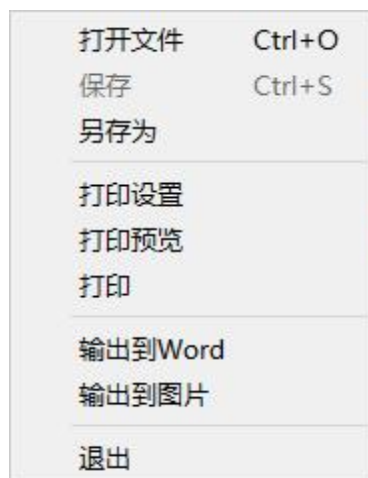 打开文件 Ctrl+O
保存 Ctrl+S
另存为
打印设置
打印预览
打印
输出到Word
输出到图片
退出